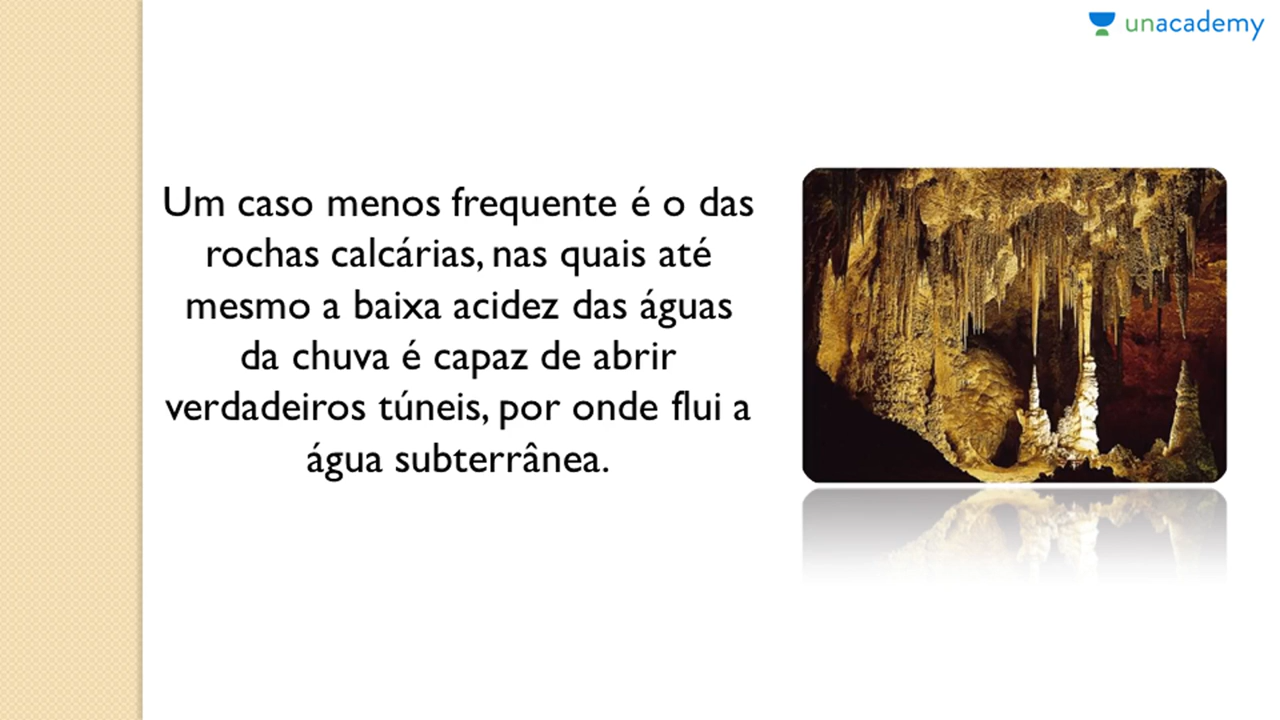 unacademy
Um caso menos frequente é o das
rochas calcárias, nas quais até
mesmo a baixa acidez das águas
da chuva é capaz de abrir
verdadeiros túneis, por onde flui a
água subterrânea.